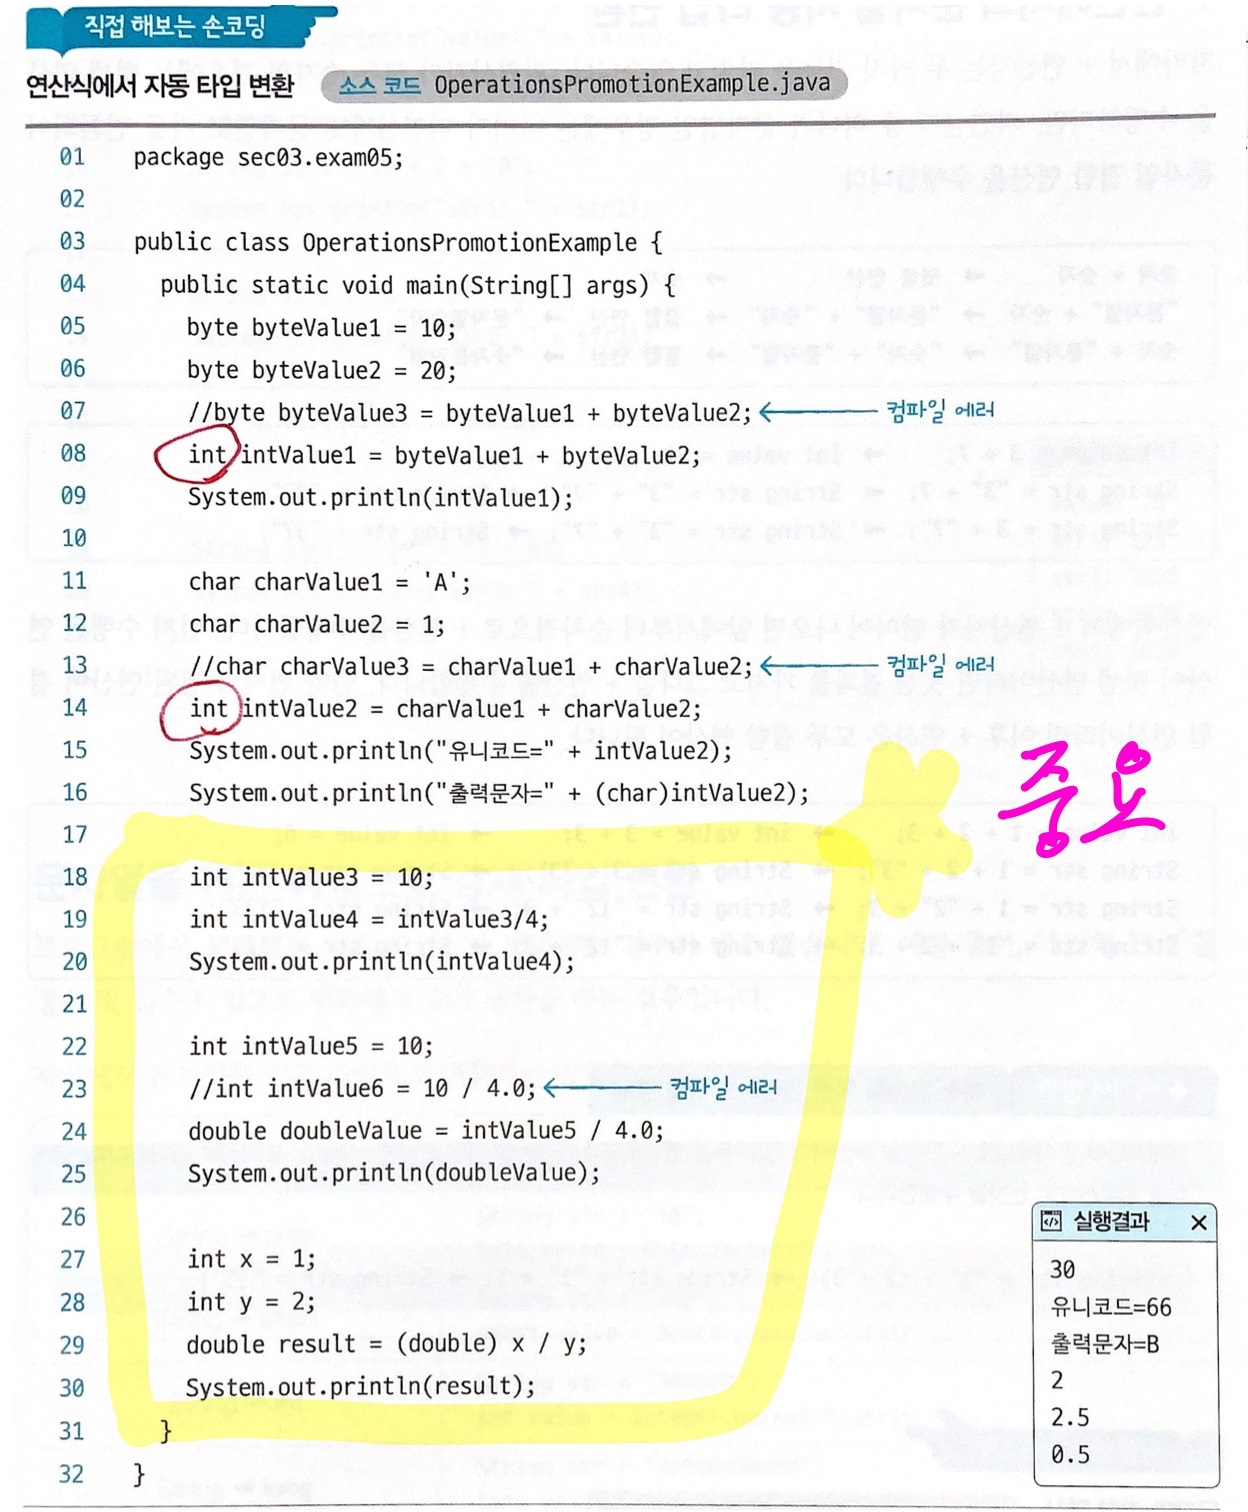 직접 해보는 손코딩
연산식에서 자동 타입 변환 소스 코드 OperationsPromotionExample.java
01 package sec03.exam05;
02
03 public class OperationsPromotionExample {
04 public static void main(String[] args) {
05 byte byteValue1 = 10;
06 byte byteValue2 = 20;
07 //byte byteValue3 = byteValue1 + byteValue2; ← 컴파일 에러
08 int intValue1 = byteValue1 + byteValue2;
09 System.out.println(intValue1);
10
11 char charValue1 = 'A';
12 char charValue2 = 1;
13 //char charValue3 = charValue1 + charValue2; ← 컴파일 에러
14 int intValue2 = charValue1 + charValue2;
15 System.out.println("유니코드=" + intValue2);
16 System.out.println("출력문자=" + (char)intValue2);
중요
17
18 int intValue3 = 10;
19 int intValue4 = intValue3/4;
20 System.out.println(intValue4);
21
22 int intValue5 = 10;
23 //int intValue6 = 10 / 4.0; ← 컴파일 에러
24 double doubleValue = intValue5 / 4.0;
25 System.out.println(doubleValue);
26
27 int x = 1;
28 int y = 2;
29 double result = (double) x / y;
30 System.out.println(result);
31 }
32 }
실행결과 ×
30
유니코드=66
출력문자=B
2
2.5
0.5